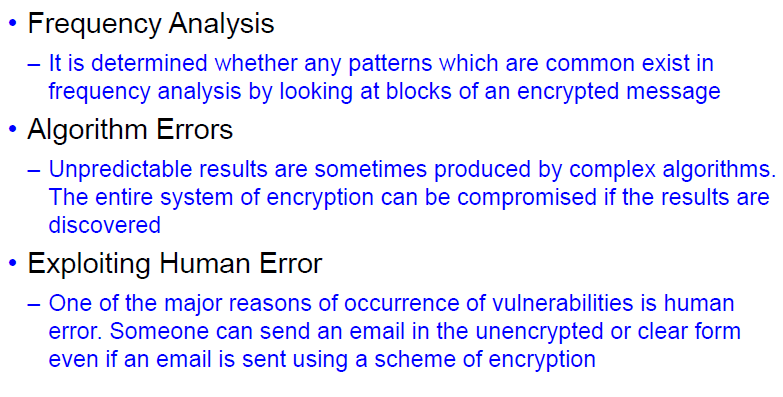 • Frequency Analysis
– It is determined whether any patterns which are common exist in
frequency analysis by looking at blocks of an encrypted message
• Algorithm Errors
– Unpredictable results are sometimes produced by complex algorithms.
The entire system of encryption can be compromised if the results are
discovered
• Exploiting Human Error
– One of the major reasons of occurrence of vulnerabilities is human
error. Someone can send an email in the unencrypted or clear form
even if an email is sent using a scheme of encryption